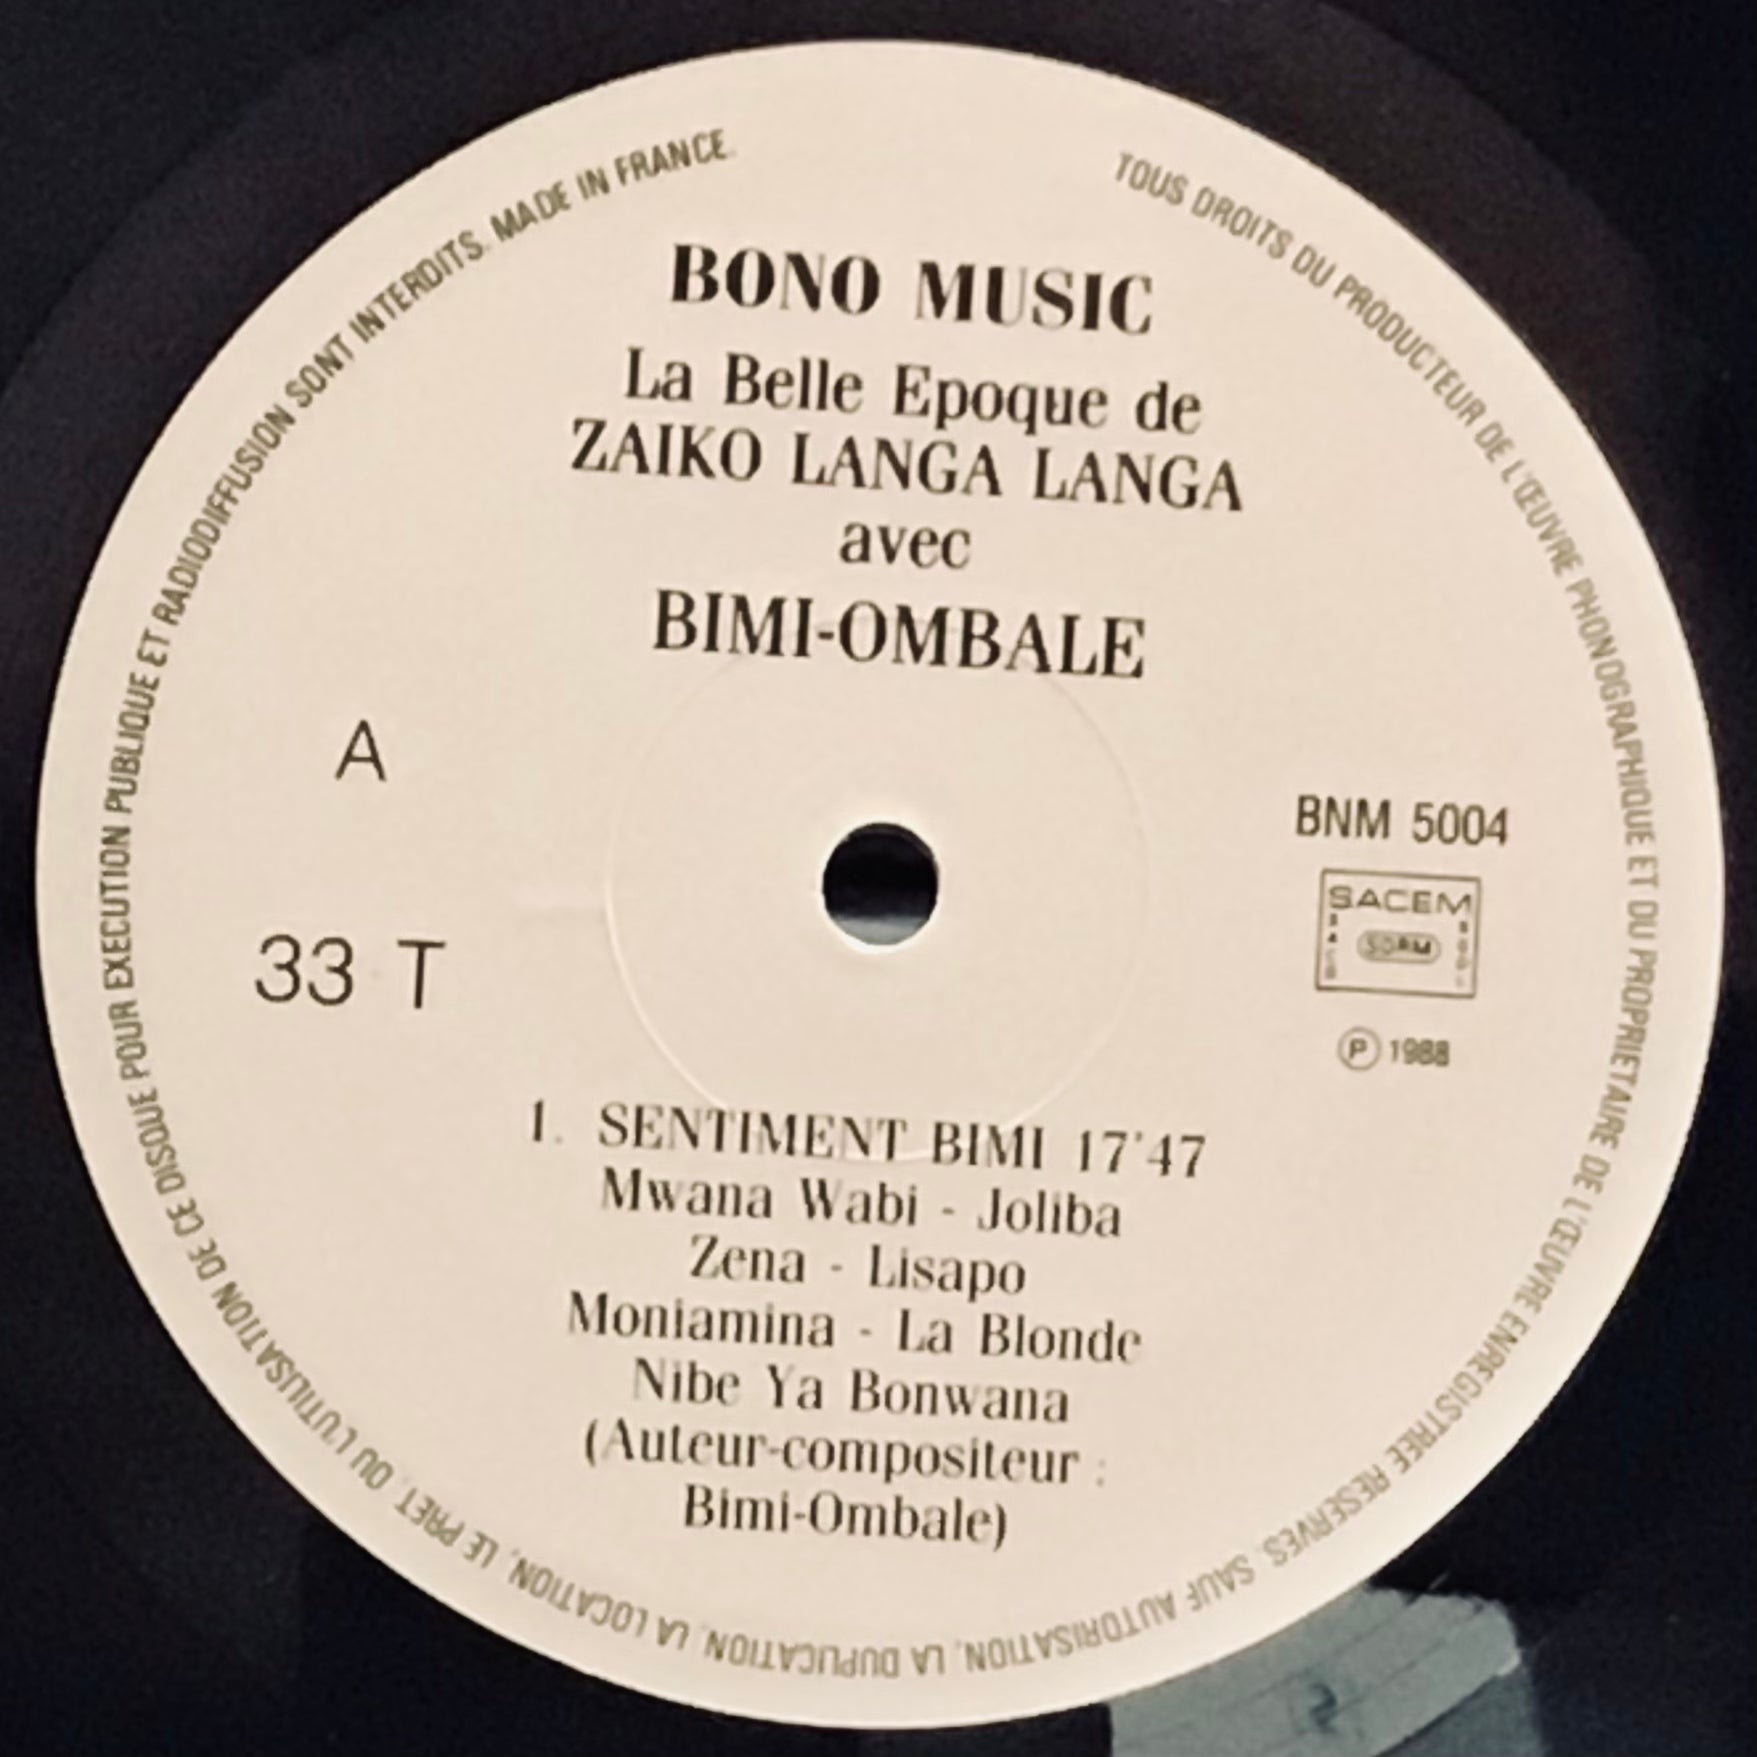 BONO MUSIC
La Belle Epoque de
ZAIKO LANGA LANGA
avec
BIMI-OMBALE
A
33 T
BNM 5004
SACEM
SDRM
Ⓟ 1988
1. SENTIMENT BIMI 17'47
Mwana Wabi - Joliba
Zena - Lisapo
Moniamina - La Blonde
Nibe Ya Bonwana
(Auteur-compositeur :
Bimi-Ombale)
TOUS DROITS DU PRODUCTEUR DE L'ŒUVRE PHONOGRAPHIQUE ET DU PROPRIETAIRE DE L'ŒUVRE ENREGISTREE RESERVES. SAUF AUTORISATION, LA DUPLICATION, LA LOCATION, LE PRET, OU L'UTILISATION DE CE DISQUE POUR EXECUTION PUBLIQUE ET RADIODIFFUSION SONT INTERDITS. MADE IN FRANCE.